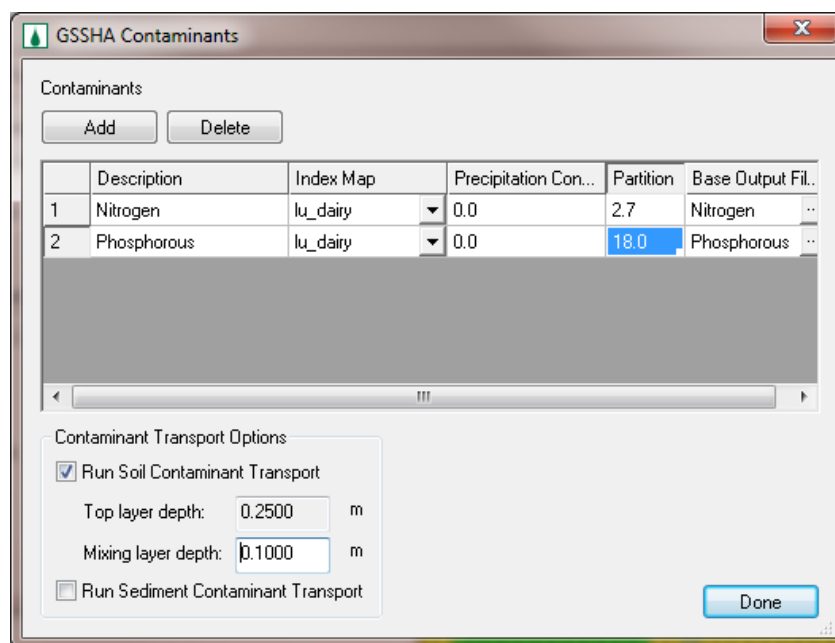 GSSHA Contaminants
Contaminants
Add Delete
Description Index Map Precipitation Con... Partition Base Output Fil..
1 Nitrogen lu_dairy 0.0 2.7 Nitrogen ..
2 Phosphorous lu_dairy 0.0 18.0 Phosphorous ..
Contaminant Transport Options
Run Soil Contaminant Transport
Top layer depth: 0.2500 m
Mixing layer depth: 0.1000 m
Run Sediment Contaminant Transport
Done